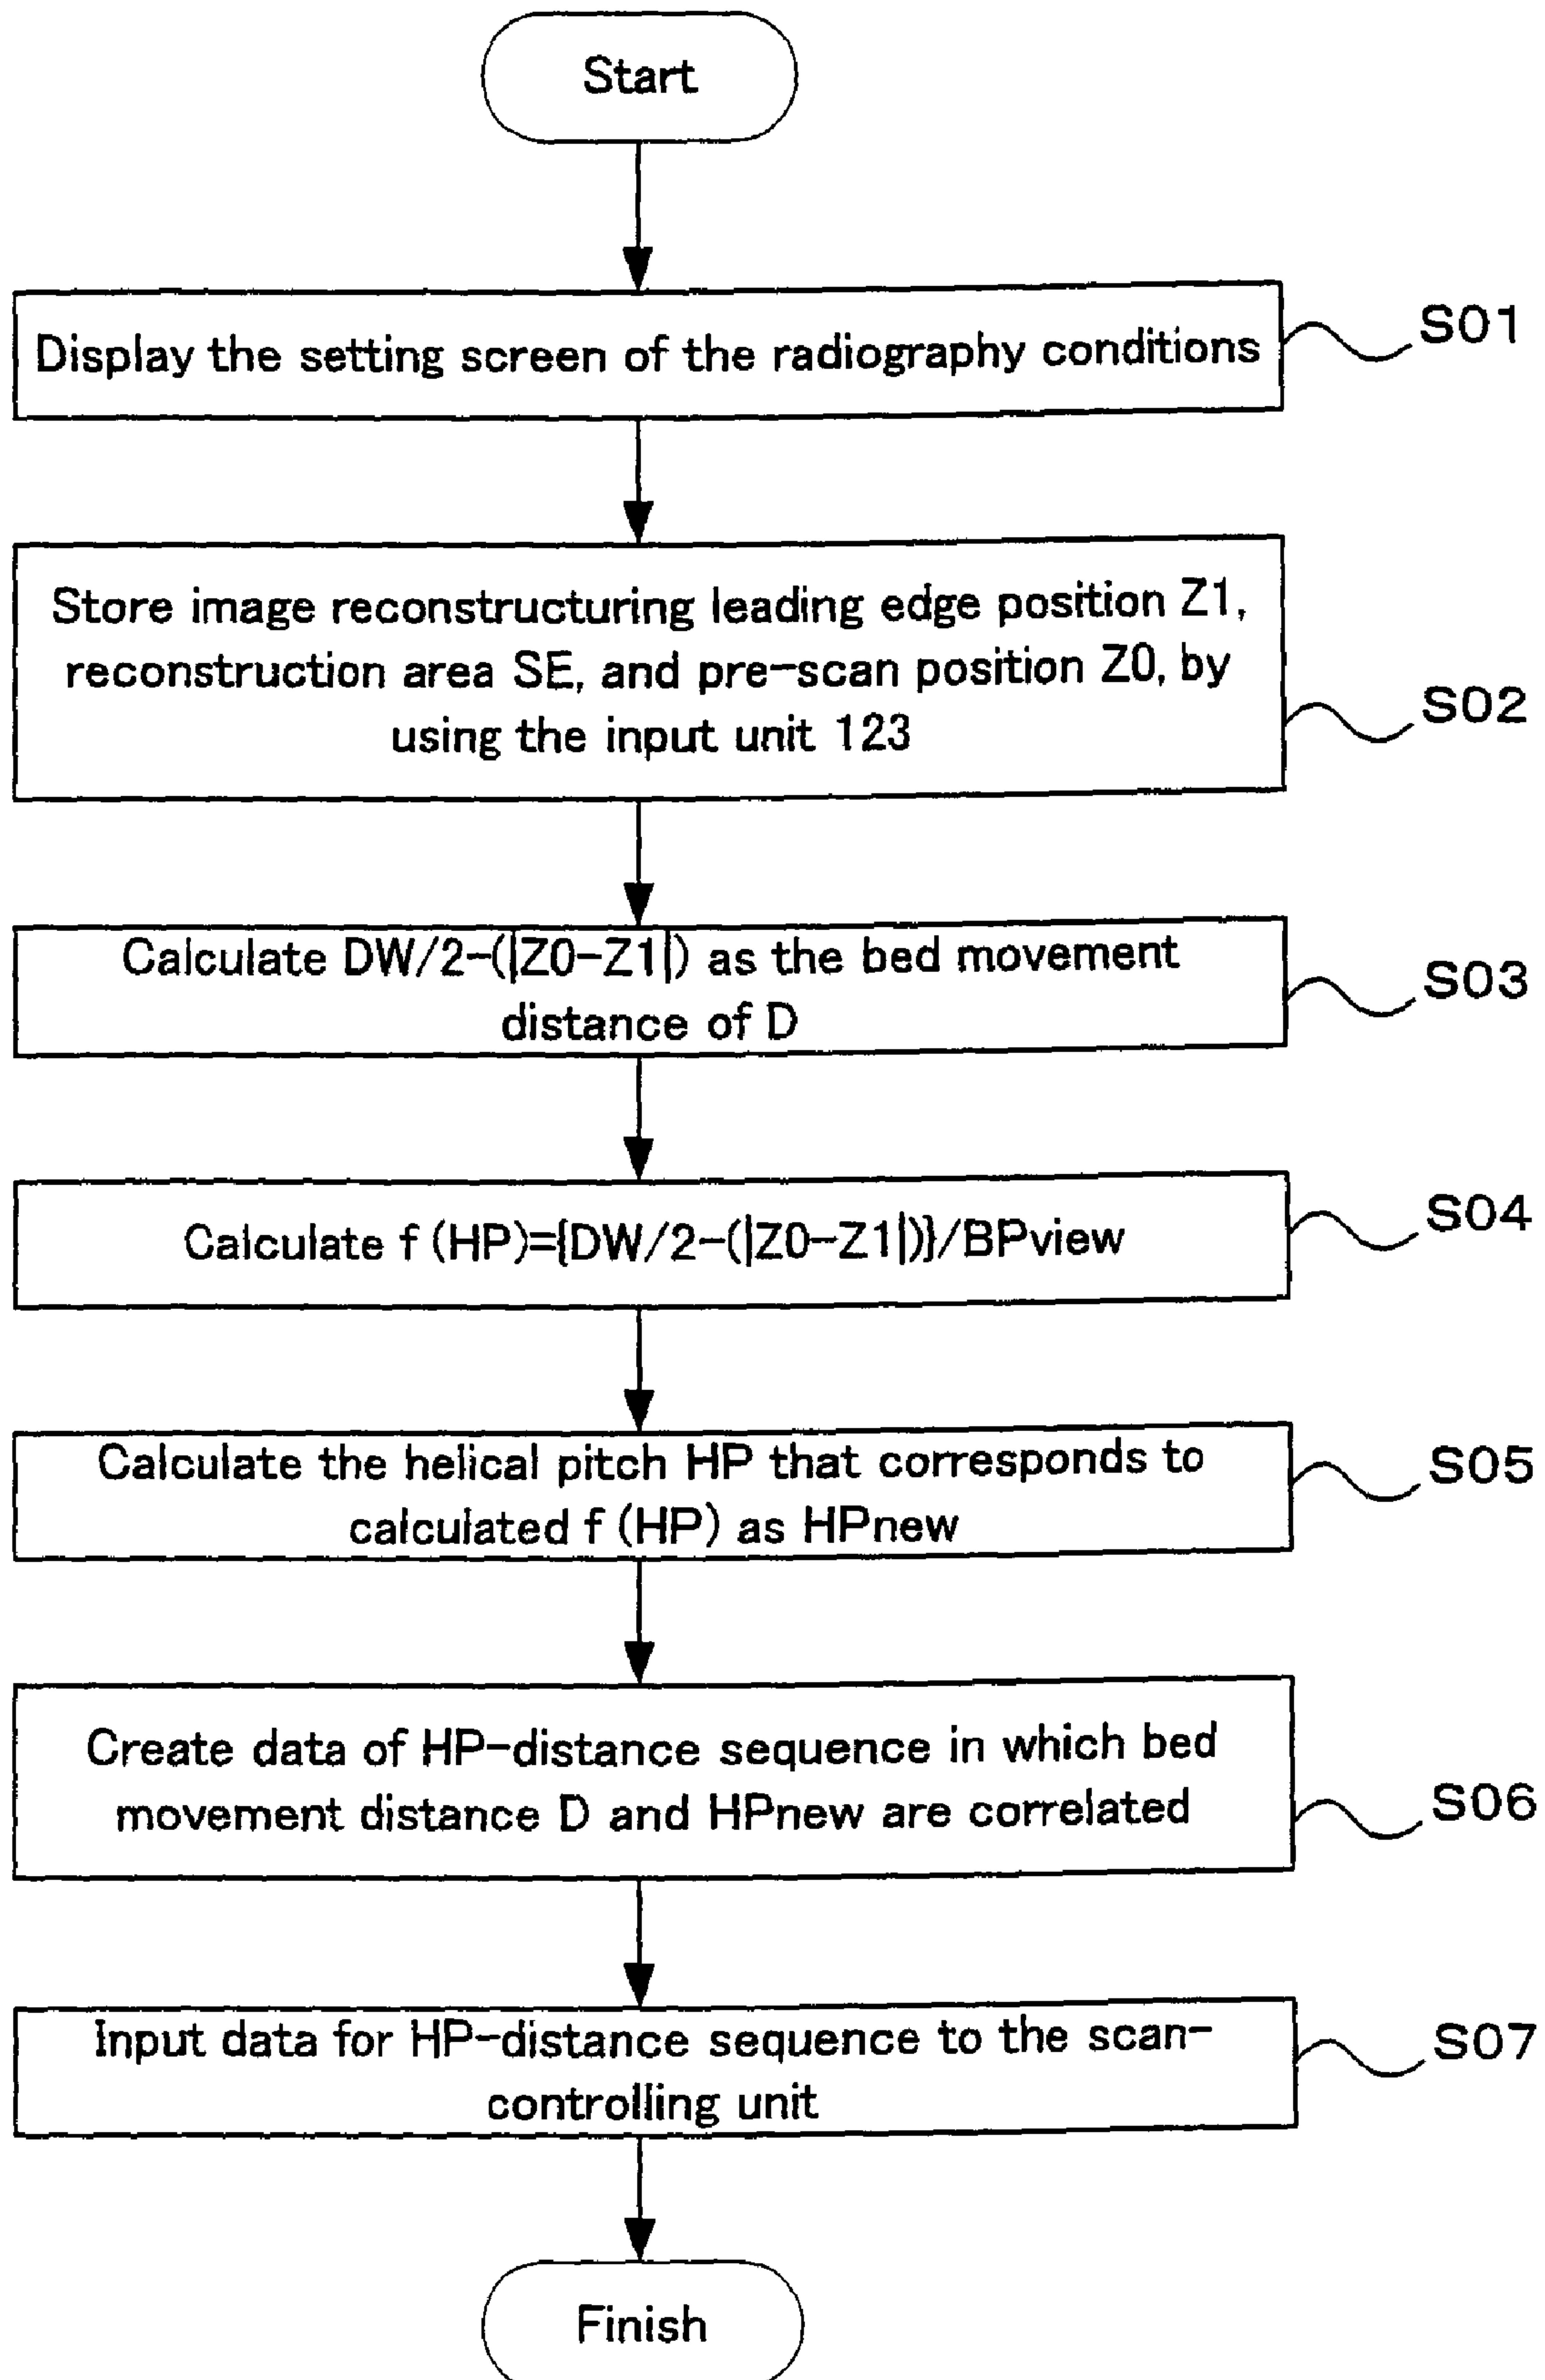 Start
Display the setting screen of the radiography conditions
S01
Store image reconstructuring leading edge position Z1,
reconstruction area SE, and pre-scan position Z0, by
using the input unit 123
S02
Calculate DW/2-(|Z0-Z1|) as the bed movement
distance of D
S03
Calculate f (HP)={DW/2-(|Z0-Z1|)}/BPview
S04
Calculate the helical pitch HP that corresponds to
calculated f (HP) as HPnew
S05
Create data of HP-distance sequence in which bed
movement distance D and HPnew are correlated
S06
Input data for HP-distance sequence to the scan-
controlling unit
S07
Finish